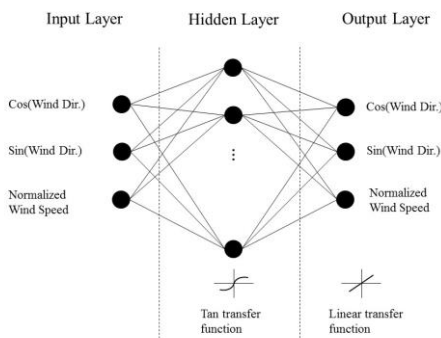 Input Layer
Hidden Layer
Output Layer
Cos(Wind Dir.)
Cos(Wind Dir.)
Sin(Wind Dir.)
Sin(Wind Dir.)
Normalized
Wind Speed
Normalized
Wind Speed
Tan transfer
function
Linear transfer
function